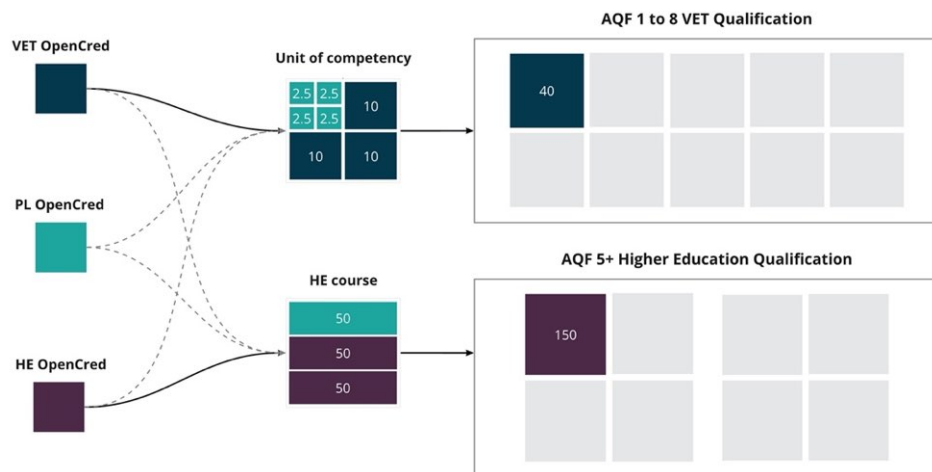 VET OpenCred
PL OpenCred
HE OpenCred
Unit of competency
2.5 2.5
10
2.5 2.5
10 10
HE course
50
50
50
AQF 1 to 8 VET Qualification
40
AQF 5+ Higher Education Qualification
150